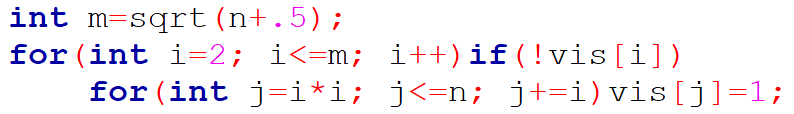 int m=sqrt(n+.5);
for(int i=2; i<=m; i++)if(!vis[i])
    for(int j=i*i; j<=n; j+=i)vis[j]=1;